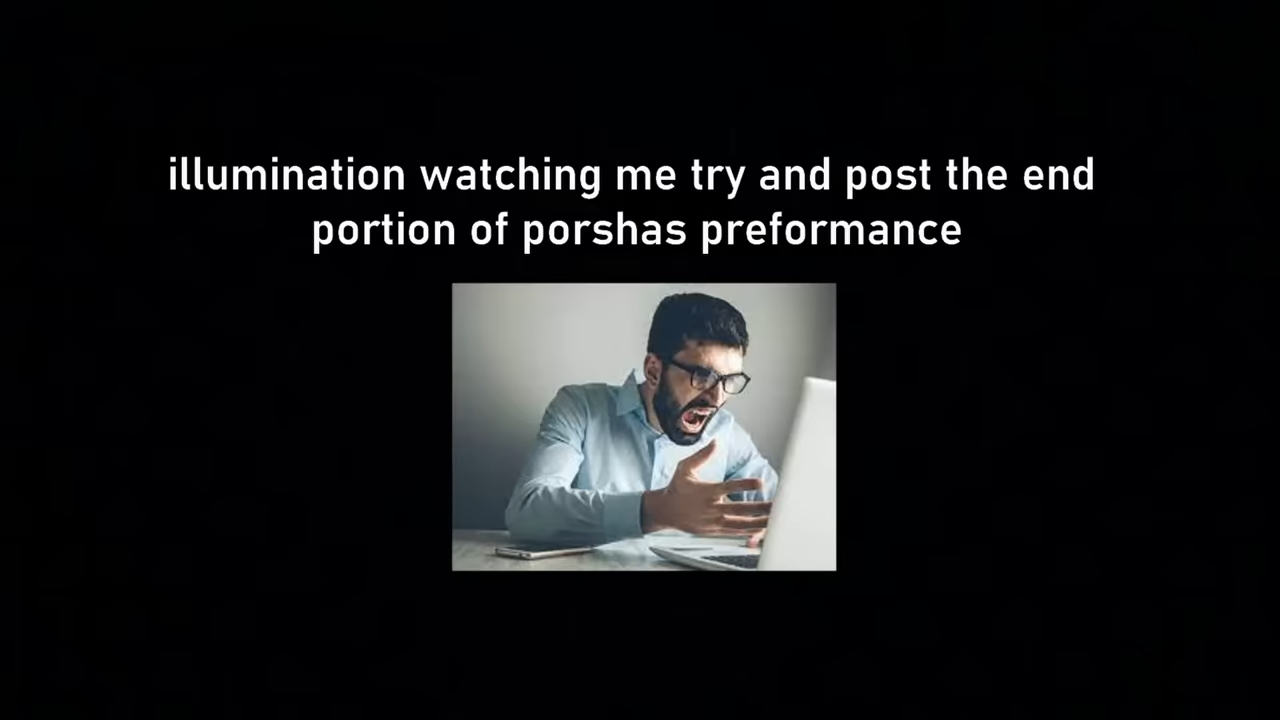 illumination watching me try and post the end
portion of porshas preformance